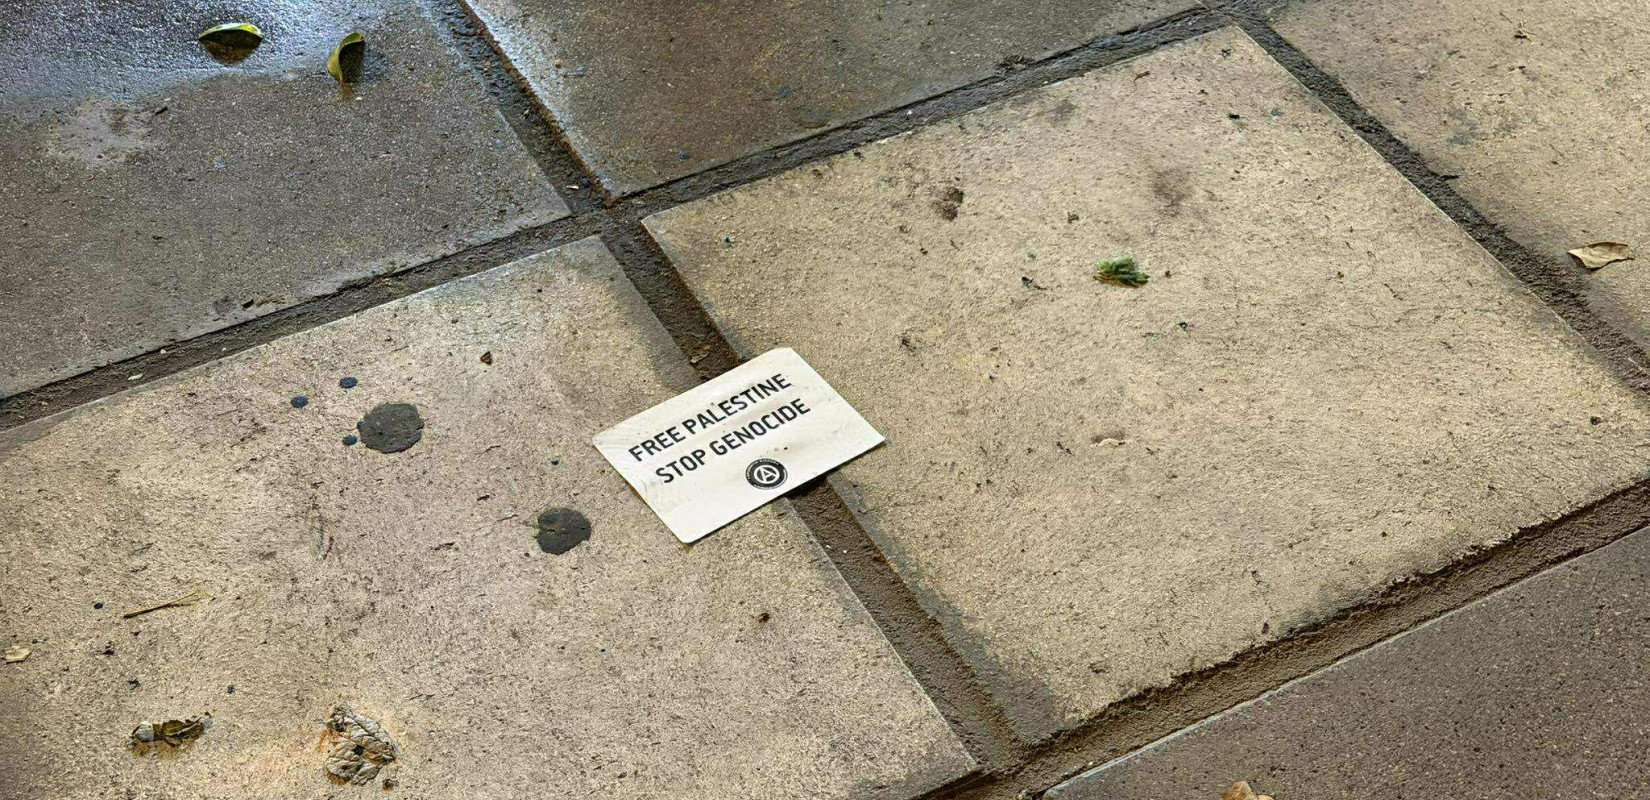 FREE PALESTINE
STOP GENOCIDE